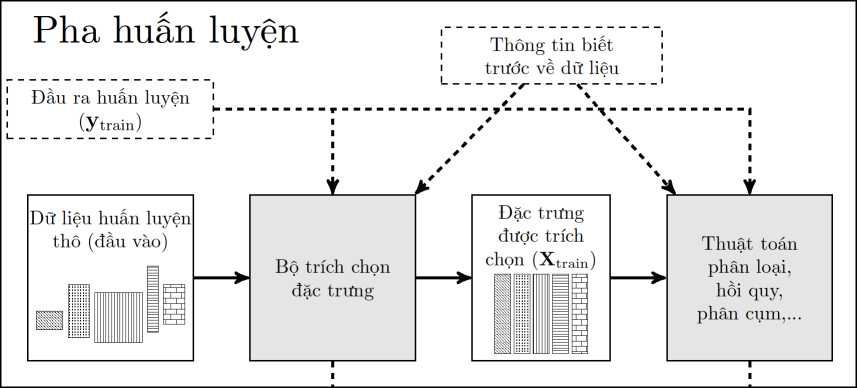 Pha huấn luyện
Thông tin biết
trước về dữ liệu
Đầu ra huấn luyện
(y_train)
Dữ liệu huấn luyện
thô (đầu vào)
Bộ trích chọn
đặc trưng
Đặc trưng
được trích
chọn (X_train)
Thuật toán
phân loại,
hồi quy,
phân cụm,...